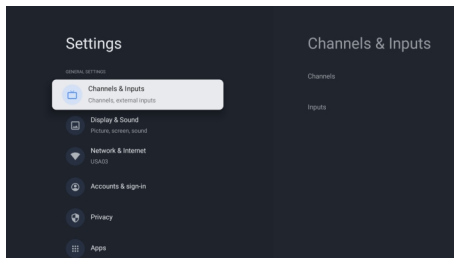 Settings
GENERAL SETTINGS
Channels & Inputs
Channels, external inputs
Display & Sound
Picture, screen, sound
Network & Internet
USA03
Accounts & sign-in
Privacy
Apps
Channels & Inputs
Channels
Inputs